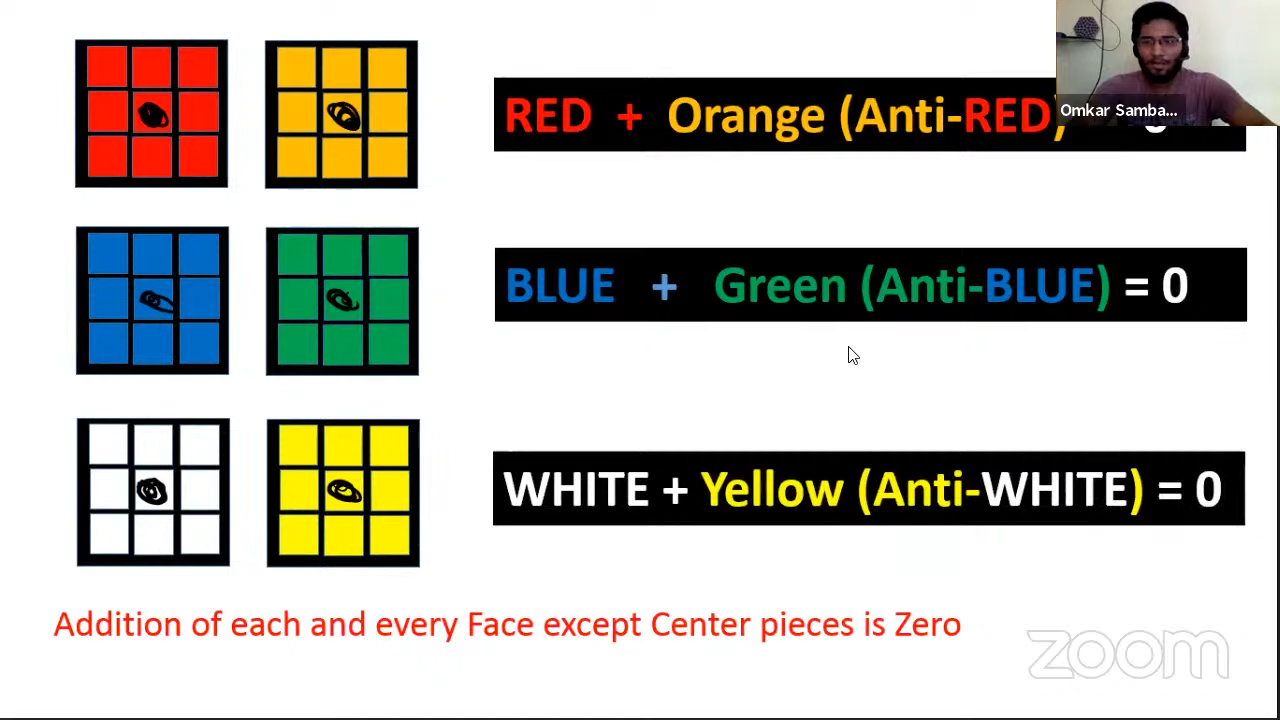 RED + Orange (Anti-RED)
Omkar Samba...
BLUE + Green (Anti-BLUE) = 0
WHITE + Yellow (Anti-WHITE) = 0
Addition of each and every Face except Center pieces is Zero
zoom